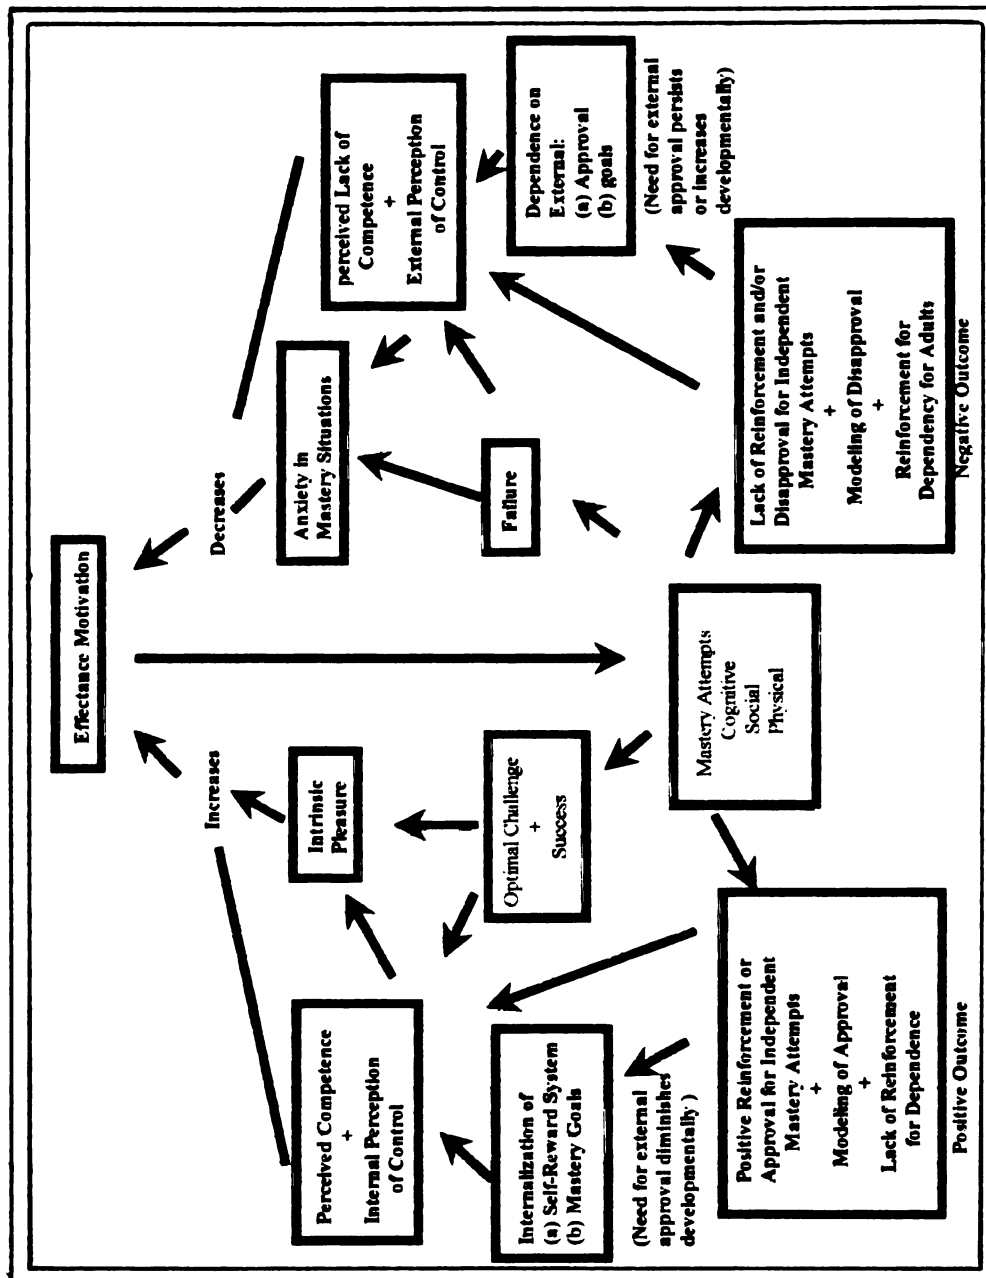 Effectance Motivation
Increases
Decreases
Perceived Competence
+
Internal Perception
of Control
Intrinsic
Pleasure
Anxiety in
Mastery Situations
perceived Lack of
Competence
+
External Perception
of Control
Internalization of
(a) Self-Reward System
(b) Mastery Goals
Optimal Challenge
+
Success
Failure
Dependence on
External:
(a) Approval
(b) goals
(Need for external
approval diminishes
developmentally )
(Need for external
approval persists
or increases
developmentally)
Mastery Attempts
Cognitive
Social
Physical
Positive Reinforcement or
Approval for Independent
Mastery Attempts
+
Modeling of Approval
+
Lack of Reinforcement
for Dependence
Lack of Reinforcement and/or
Disapproval for Independent
Mastery Attempts
+
Modeling of Disapproval
+
Reinforcement for
Dependency for Adults
Positive Outcome
Negative Outcome